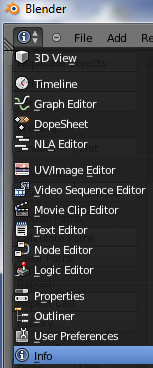 Blender
File Add R
3D View
Timeline
Graph Editor
DopeSheet
NLA Editor
UV/Image Editor
Video Sequence Editor
Movie Clip Editor
Text Editor
Node Editor
Logic Editor
Properties
Outliner
User Preferences
Info